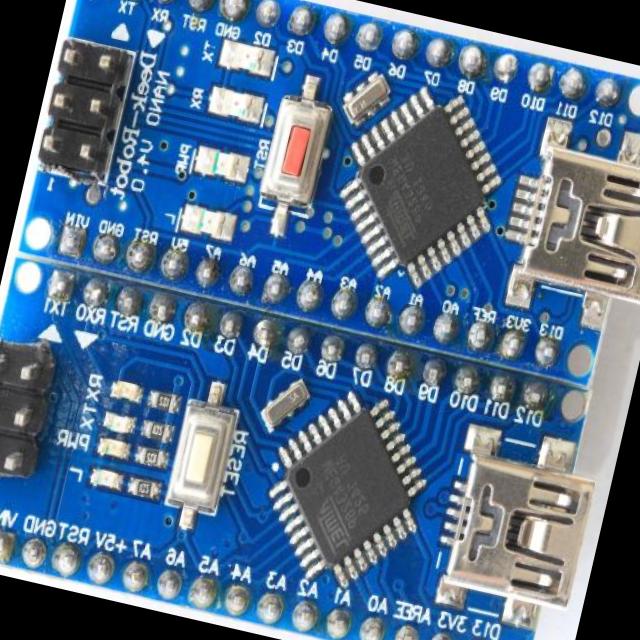 TX RX RST GND D2 D3 D4 D5 D6 D7 D8 D9 D10 D11 D12
NANO V4.0
Deek-Robot
TX
RX
PWR
L
RST
1
VIN GND RST 5V A7 A6 A5 A4 A3 A2 A1 A0 REF 3V3 D13
TX1 RX0 RST GND D2 D3 D4 D5 D6 D7 D8 D9 D10 D11 D12
RX
TX
PWR
L
RESET
ATMEL
GND RST +5V A7 A6 A5 A4 A3 A2 A1 A0 AREF 3V3 D13